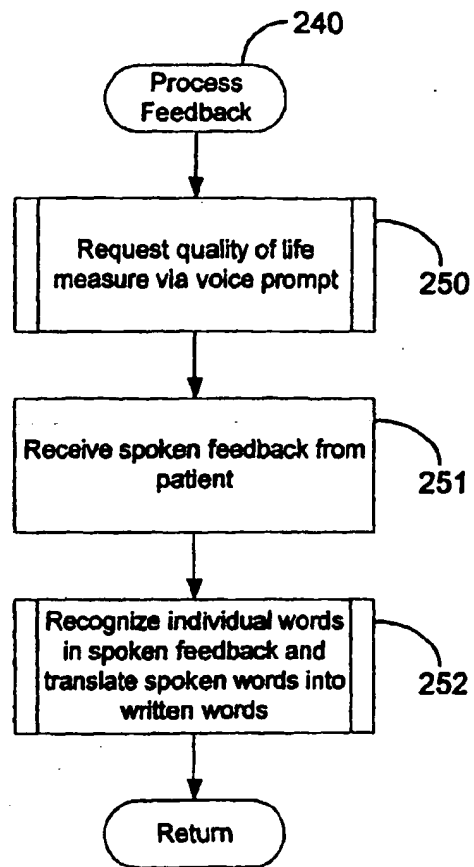 240
Process
Feedback
Request quality of life
measure via voice prompt
250
Receive spoken feedback from
patient
251
Recognize individual words
in spoken feedback and
translate spoken words into
written words
252
Return